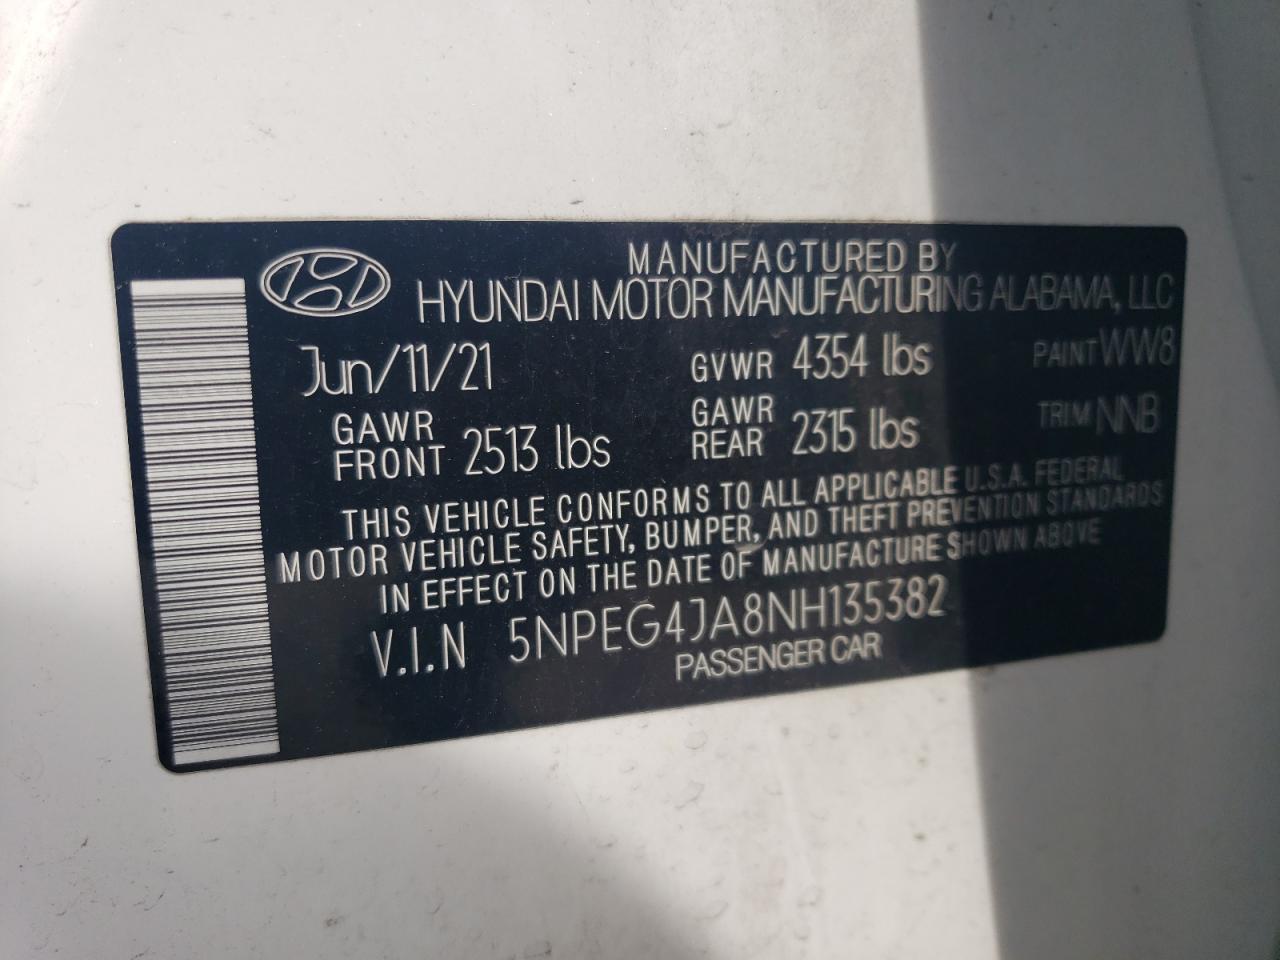 MANUFACTURED BY
HYUNDAI MOTOR MANUFACTURING ALABAMA, LLC
Jun/11/21 GVWR 4354 lbs PAINT WW8
GAWR FRONT 2513 lbs GAWR REAR 2315 lbs TRIM NNB
THIS VEHICLE CONFORMS TO ALL APPLICABLE U.S.A. FEDERAL
MOTOR VEHICLE SAFETY, BUMPER, AND THEFT PREVENTION STANDARDS
IN EFFECT ON THE DATE OF MANUFACTURE SHOWN ABOVE
V.I.N 5NPEG4JA8NH135382
PASSENGER CAR